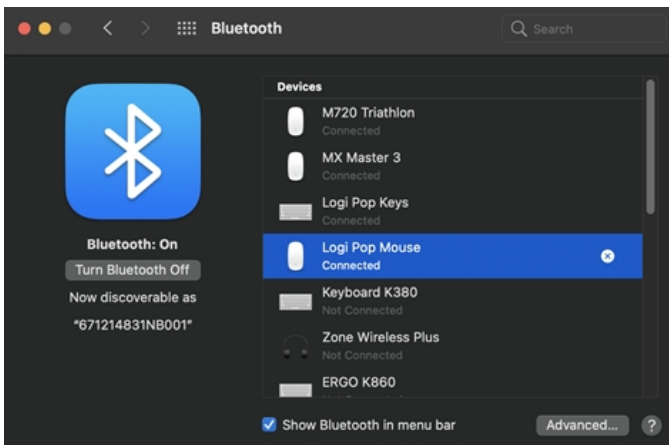 Bluetooth
Search
Bluetooth: On
Turn Bluetooth Off
Now discoverable as
“671214831NB001”
Devices
M720 Triathlon
Connected
MX Master 3
Connected
Logi Pop Keys
Connected
Logi Pop Mouse
Connected
Keyboard K380
Not Connected
Zone Wireless Plus
Not Connected
ERGO K860
Show Bluetooth in menu bar
Advanced...
?